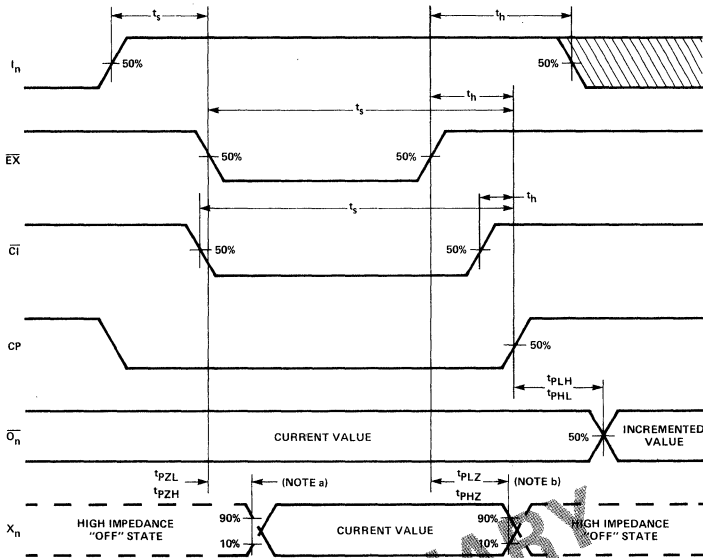 ts
th
In
50%
50%
th
ts
EX
50%
50%
th
ts
CI
50%
50%
CP
50%
tPLH
tPHL
On
CURRENT VALUE
50%
INCREMENTED
VALUE
tPZL
tPZH
(NOTE a)
tPLZ
tPHZ
(NOTE b)
Xn
HIGH IMPEDANCE
"OFF" STATE
90%
10%
CURRENT VALUE
90%
10%
HIGH IMPEDANCE
"OFF" STATE